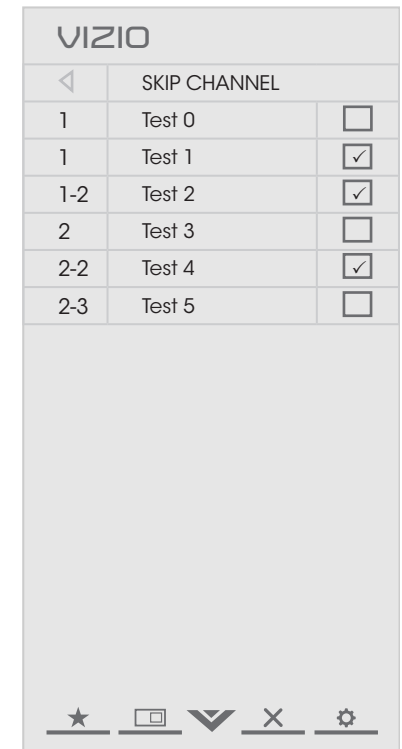 VIZIO
SKIP CHANNEL
1 Test 0
1 Test 1
1-2 Test 2
2 Test 3
2-2 Test 4
2-3 Test 5